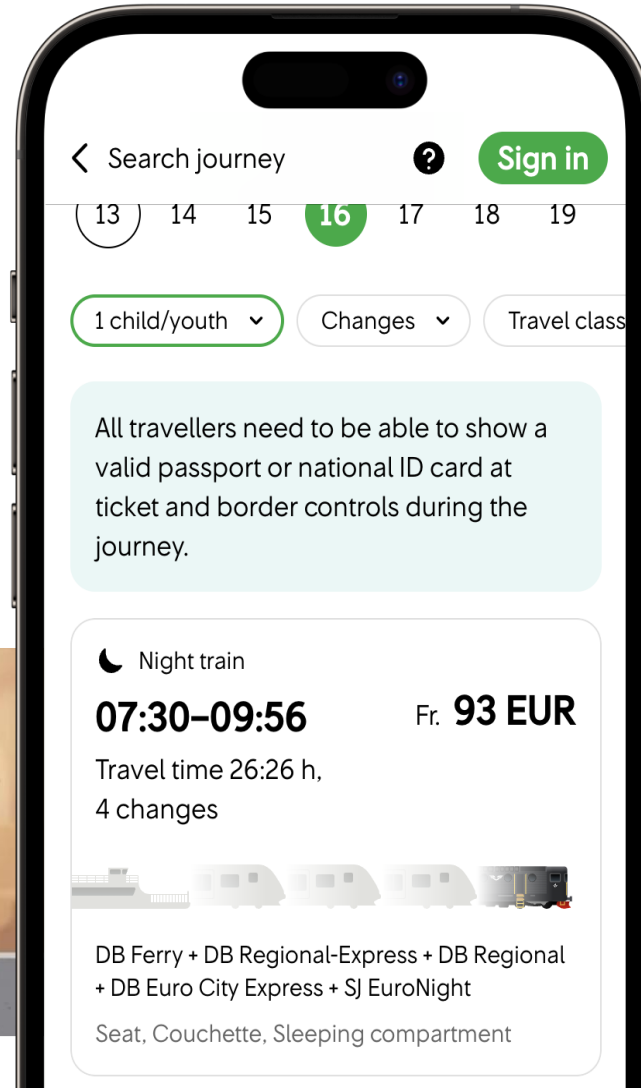 Search journey
?
Sign in
13 14 15 16 17 18 19
1 child/youth
Changes
Travel class
All travellers need to be able to show a
valid passport or national ID card at
ticket and border controls during the
journey.
Night train
07:30–09:56
Fr. 93 EUR
Travel time 26:26 h,
4 changes
DB Ferry + DB Regional-Express + DB Regional
+ DB Euro City Express + SJ EuroNight
Seat, Couchette, Sleeping compartment